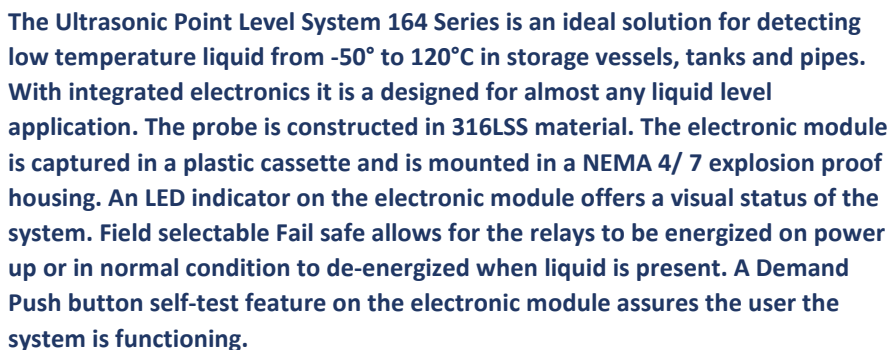 The Ultrasonic Point Level System 164 Series is an ideal solution for detecting
low temperature liquid from -50° to 120°C in storage vessels, tanks and pipes.
With integrated electronics it is a designed for almost any liquid level
application. The probe is constructed in 316LSS material. The electronic module
is captured in a plastic cassette and is mounted in a NEMA 4/ 7 explosion proof
housing. An LED indicator on the electronic module offers a visual status of the
system. Field selectable Fail safe allows for the relays to be energized on power
up or in normal condition to de-energized when liquid is present. A Demand
Push button self-test feature on the electronic module assures the user the
system is functioning.